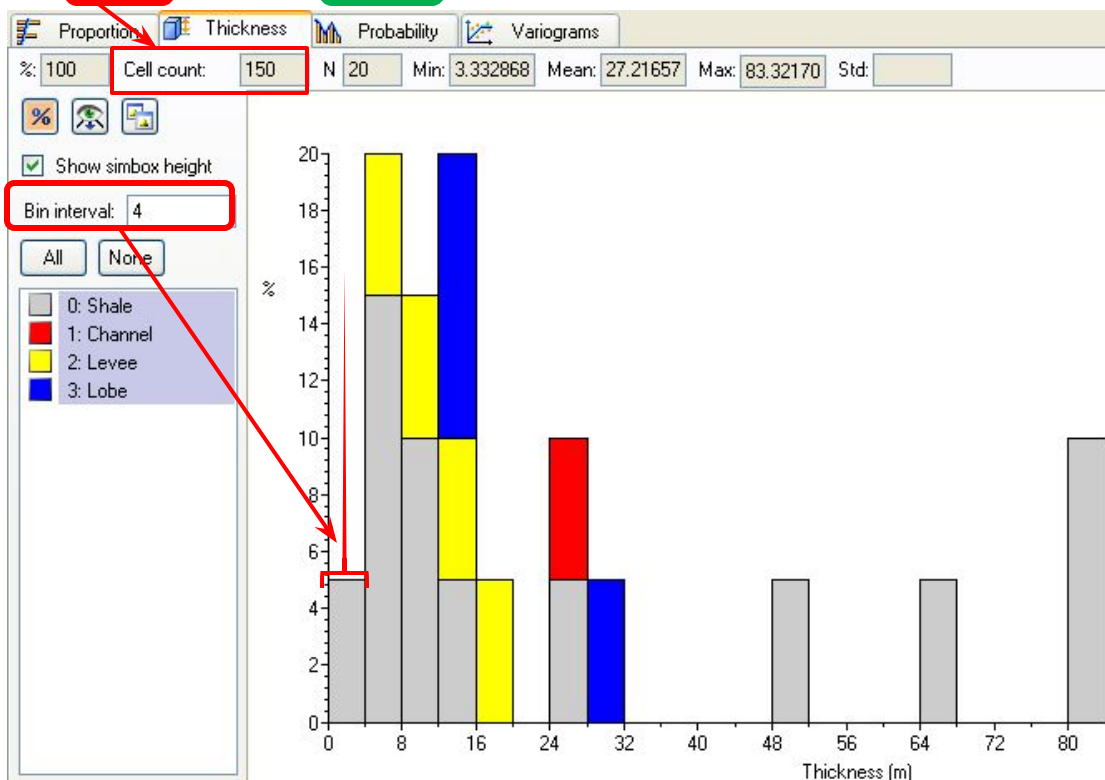 Proportion Thickness Probability Variograms
%: 100 Cell count: 150 N 20 Min: 3.332868 Mean: 27.21657 Max: 83.32170 Std:
%
Show simbox height
Bin interval: 4
All None
0: Shale
1: Channel
2: Levee
3: Lobe
20
18
16
%
14
12
10
8
6
4
2
0
0 8 16 24 32 40 48 56 64 72 80
Thickness (m)